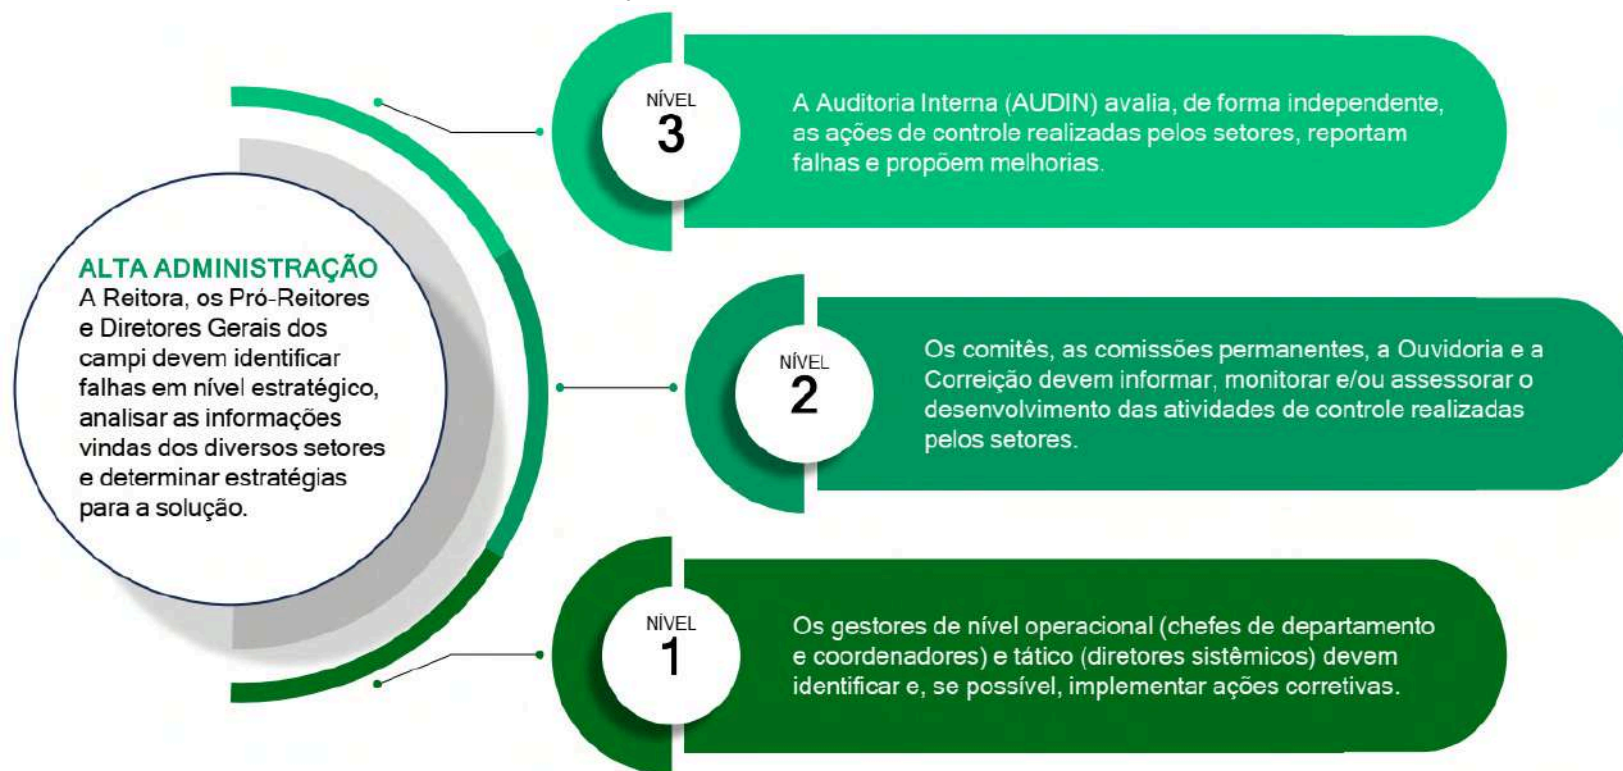 ALTA ADMINISTRAÇÃO
A Reitora, os Pró-Reitores
e Diretores Gerais dos
campi devem identificar
falhas em nível estratégico,
analisar as informações
vindas dos diversos setores
e determinar estratégias
para a solução.
NÍVEL
3
A Auditoria Interna (AUDIN) avalia, de forma independente,
as ações de controle realizadas pelos setores, reportam
falhas e propõem melhorias.
NÍVEL
2
Os comitês, as comissões permanentes, a Ouvidoria e a
Correição devem informar, monitorar e/ou assessorar o
desenvolvimento das atividades de controle realizadas
pelos setores.
NÍVEL
1
Os gestores de nível operacional (chefes de departamento
e coordenadores) e tático (diretores sistêmicos) devem
identificar e, se possível, implementar ações corretivas.